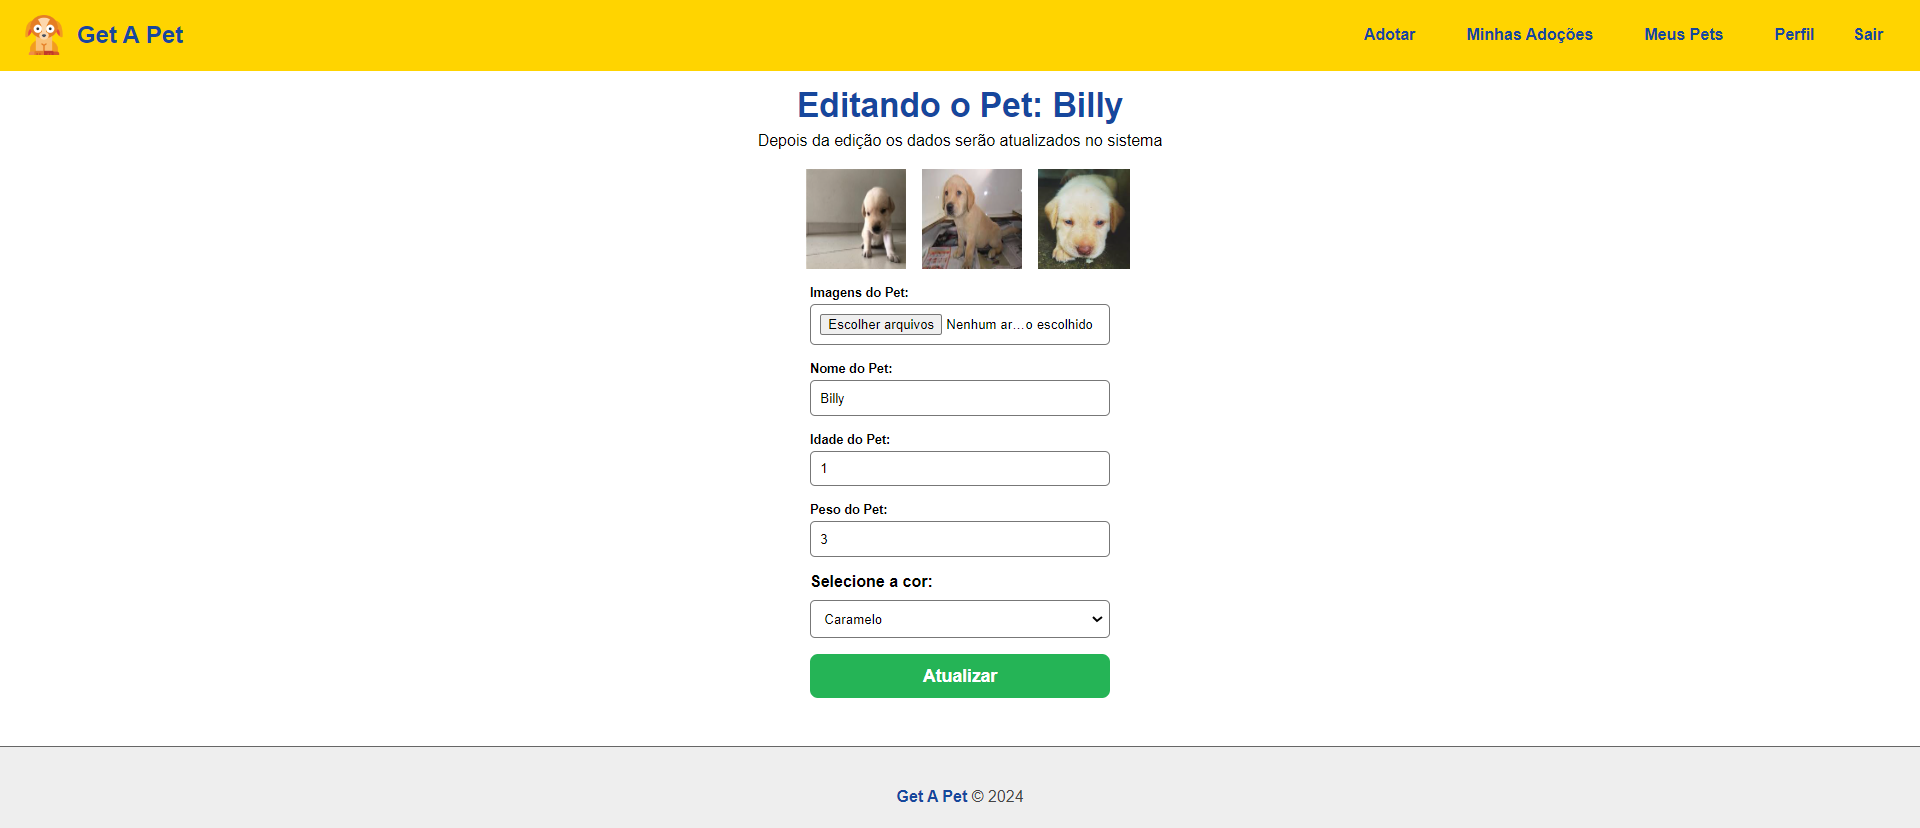 Get A Pet
Adotar Minhas Adoções Meus Pets Perfil Sair
Editando o Pet: Billy
Depois da edição os dados serão atualizados no sistema
Imagens do Pet:
Escolher arquivos Nenhum ar...o escolhido
Nome do Pet:
Billy
Idade do Pet:
1
Peso do Pet:
3
Selecione a cor:
Caramelo
Atualizar
Get A Pet © 2024